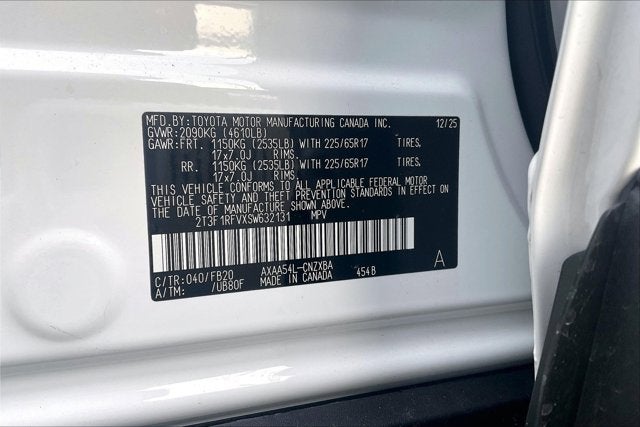 MFD.BY:TOYOTA MOTOR MANUFACTURING CANADA INC. 12/25
GVWR:2090KG (4610LB)
GAWR:FRT. 1150KG (2535LB) WITH 225/65R17 TIRES.
17x7.0J RIMS.
RR. 1150KG (2535LB) WITH 225/65R17 TIRES.
17x7.0J RIMS.
THIS VEHICLE CONFORMS TO ALL APPLICABLE FEDERAL MOTOR
VEHICLE SAFETY AND THEFT PREVENTION STANDARDS IN EFFECT ON
THE DATE OF MANUFACTURE SHOWN ABOVE.
2T3F1RFVXSW632131 MPV
C/TR:040/FB20 AXAA54L-CNZXBA 454B A
A/TM: /UB80F MADE IN CANADA